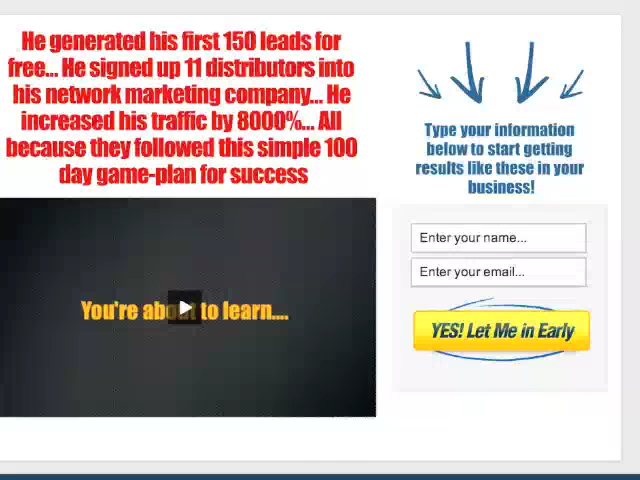 He generated his first 150 leads for
free... He signed up 11 distributors into
his network marketing company... He
increased his traffic by 8000%... All
because they followed this simple 100
day game-plan for success
You're about to learn....
Type your information
below to start getting
results like these in your
business!
Enter your name...
Enter your email...
YES! Let Me in Early